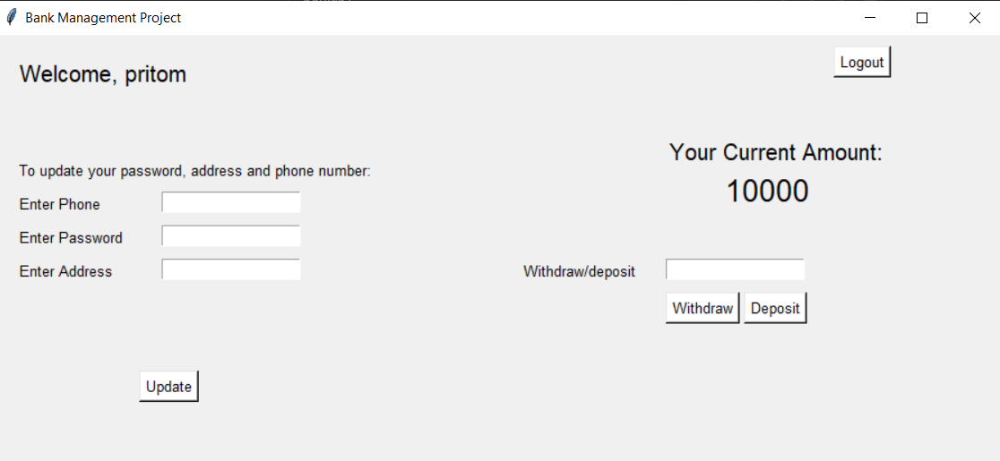 Bank Management Project
Welcome, pritom
Logout
To update your password, address and phone number:
Enter Phone
Enter Password
Enter Address
Update
Your Current Amount:
10000
Withdraw/deposit
Withdraw Deposit